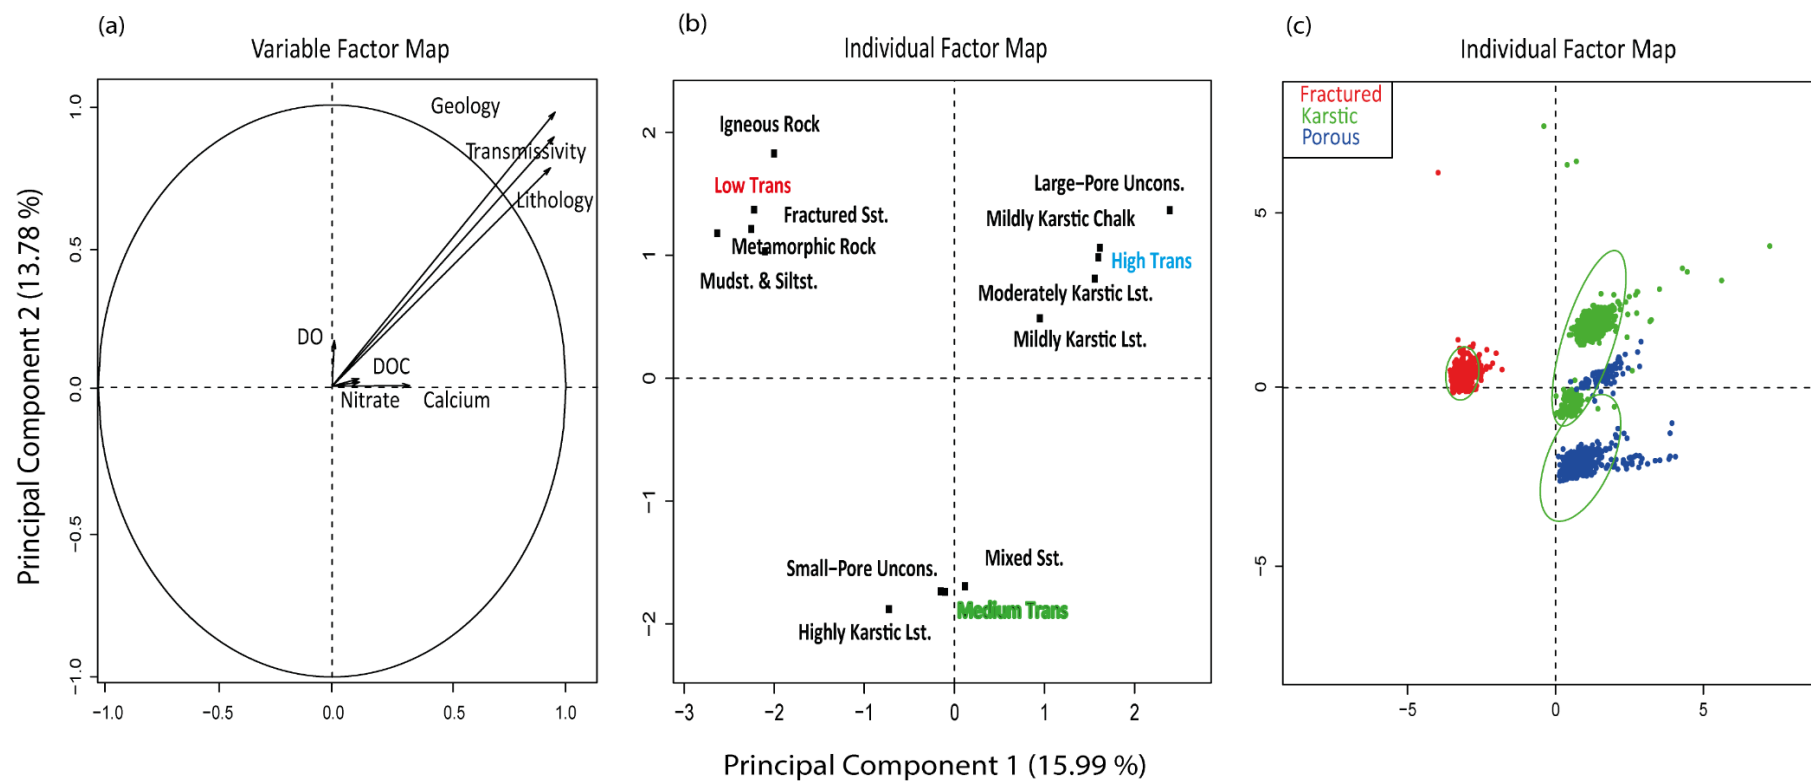 (a)
Variable Factor Map
Geology
Transmissivity
Lithology
DO
DOC
Nitrate Calcium
1.0
0.5
0.0
−0.5
−1.0
−1.0 −0.5 0.0 0.5 1.0
Principal Component 2 (13.78 %)
(b)
Individual Factor Map
Igneous Rock
Low Trans
Fractured Sst.
Metamorphic Rock
Mudst. & Siltst.
Large−Pore Uncons.
Mildly Karstic Chalk
High Trans
Moderately Karstic Lst.
Mildly Karstic Lst.
Small−Pore Uncons.
Mixed Sst.
Medium Trans
Highly Karstic Lst.
2
1
0
−1
−2
−3 −2 −1 0 1 2
Principal Component 1 (15.99 %)
(c)
Individual Factor Map
Fractured
Karstic
Porous
5
0
−5
−5 0 5